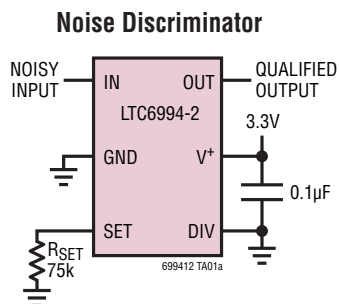 Noise Discriminator
NOISY
INPUT
IN
OUT
QUALIFIED
OUTPUT
LTC6994-2
3.3V
GND
V+
0.1µF
SET
DIV
RSET
75k
699412 TA01a